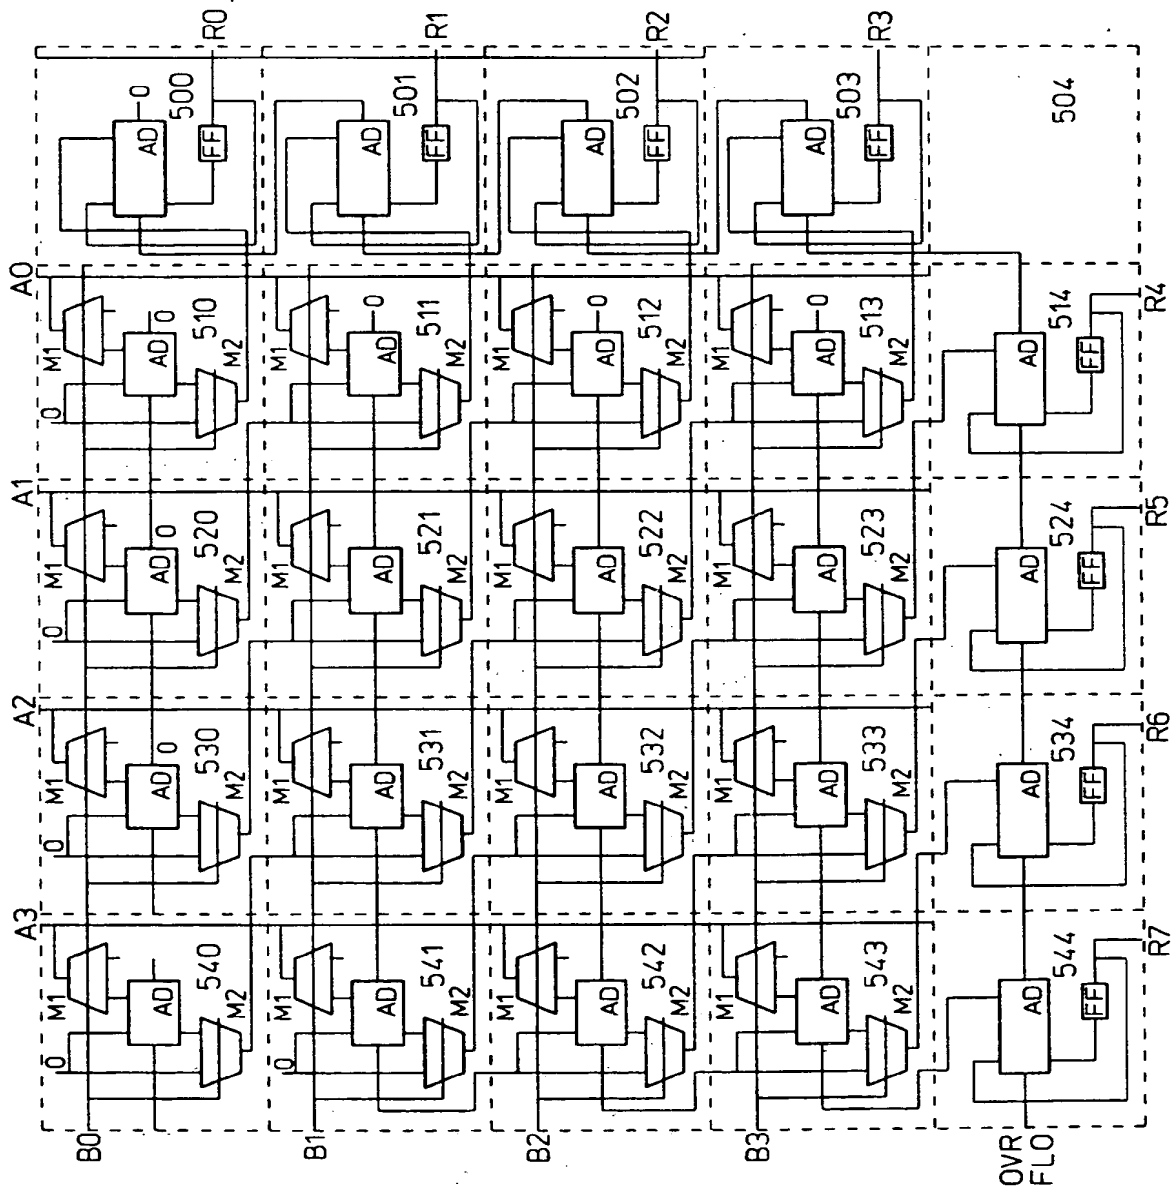 R0
R1
R2
R3
0
500
AD
FF
501
AD
FF
502
AD
FF
503
AD
FF
504
A0
M1
0
0
AD
510
M2
M1
0
AD
511
M2
M1
0
AD
512
M2
M1
0
AD
513
M2
AD
514
FF
R4
A1
M1
0
0
AD
520
M2
M1
AD
521
M2
M1
AD
522
M2
M1
AD
523
M2
AD
524
FF
R5
A2
M1
0
0
AD
530
M2
M1
AD
531
M2
M1
AD
532
M2
M1
AD
533
M2
AD
534
FF
R6
A3
M1
0
AD
540
M2
M1
0
AD
541
M2
M1
AD
542
M2
M1
AD
543
M2
AD
544
FF
R7
B0
B1
B2
B3
OVR
FLO